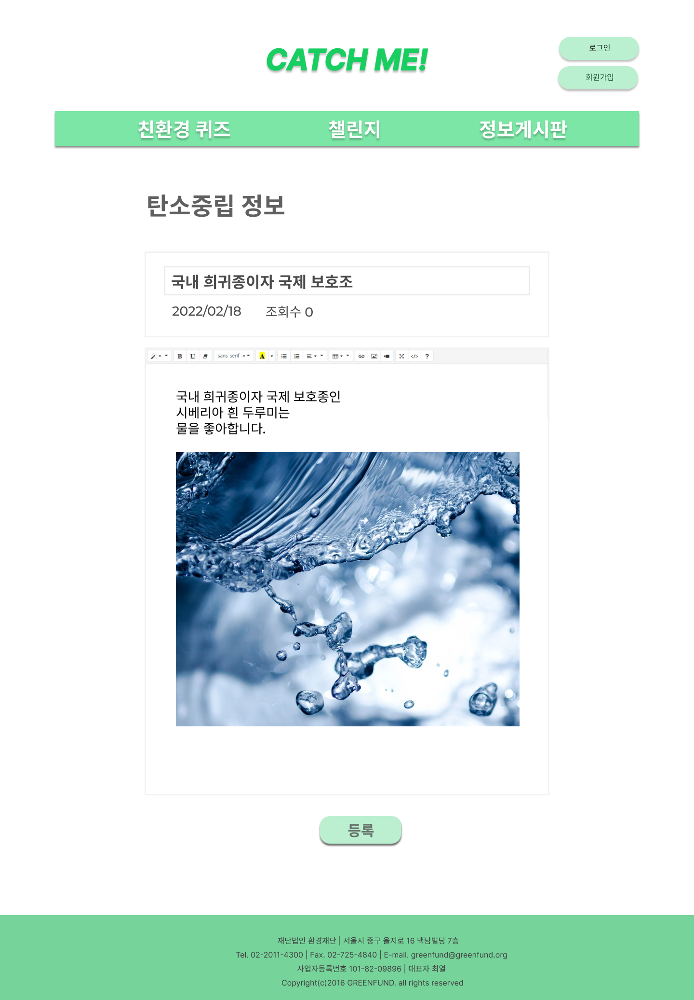 CATCH ME!
로그인
회원가입
친환경 퀴즈 챌린지 정보게시판
탄소중립 정보
국내 희귀종이자 국제 보호조
2022/02/18 조회수 0
B U sans-serif A </> ?
국내 희귀종이자 국제 보호종인
시베리아 흰 두루미는
물을 좋아합니다.
등록
재단법인 환경재단 | 서울시 중구 을지로 16 백남빌딩 7층
Tel. 02-2011-4300 | Fax. 02-725-4840 | E-mail. greenfund@greenfund.org
사업자등록번호 101-82-09896 | 대표자 최열
Copyright(c)2016 GREENFUND. all rights reserved